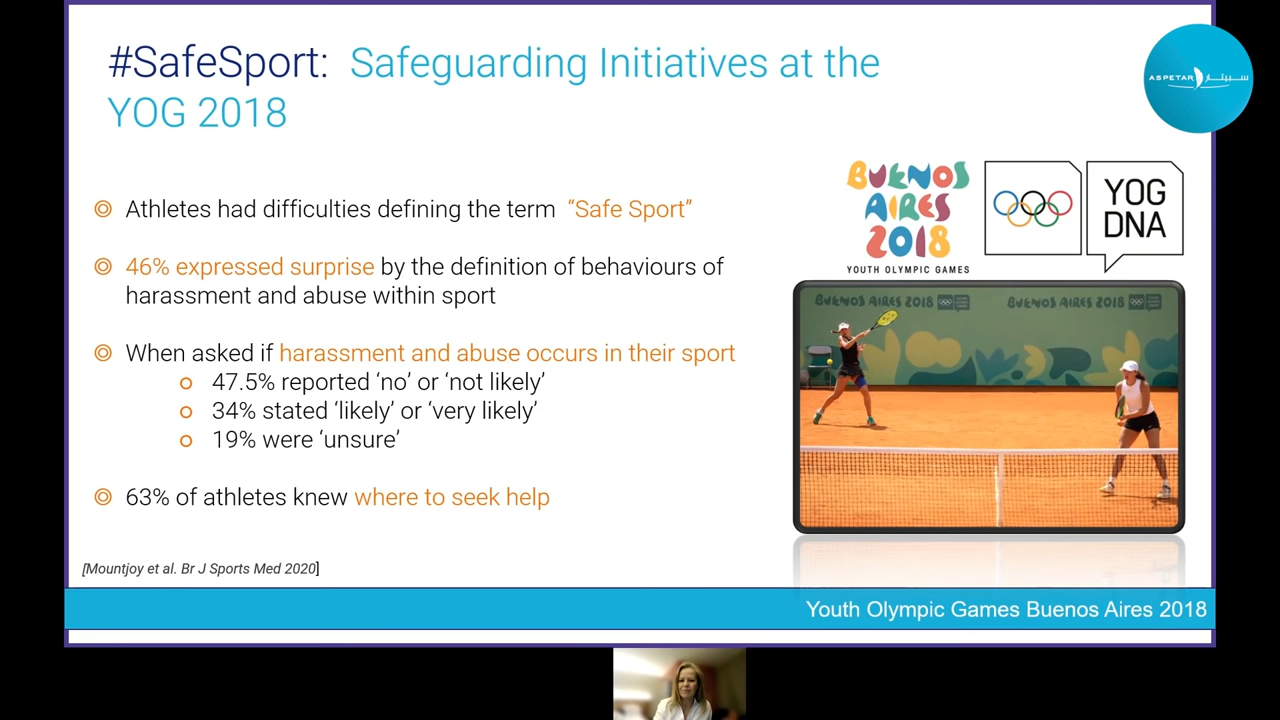 #SafeSport: Safeguarding Initiatives at the
YOG 2018
ASPETAR سبيتار
Athletes had difficulties defining the term “Safe Sport”
46% expressed surprise by the definition of behaviours of
harassment and abuse within sport
When asked if harassment and abuse occurs in their sport
47.5% reported ‘no’ or ‘not likely’
34% stated ‘likely’ or ‘very likely’
19% were ‘unsure’
63% of athletes knew where to seek help
[Mountjoy et al. Br J Sports Med 2020]
BUENOS
AIRES
2018
YOUTH OLYMPIC GAMES
YOG
DNA
BUENOS AIRES 2018
BUENOS AIRES 2018
Youth Olympic Games Buenos Aires 2018